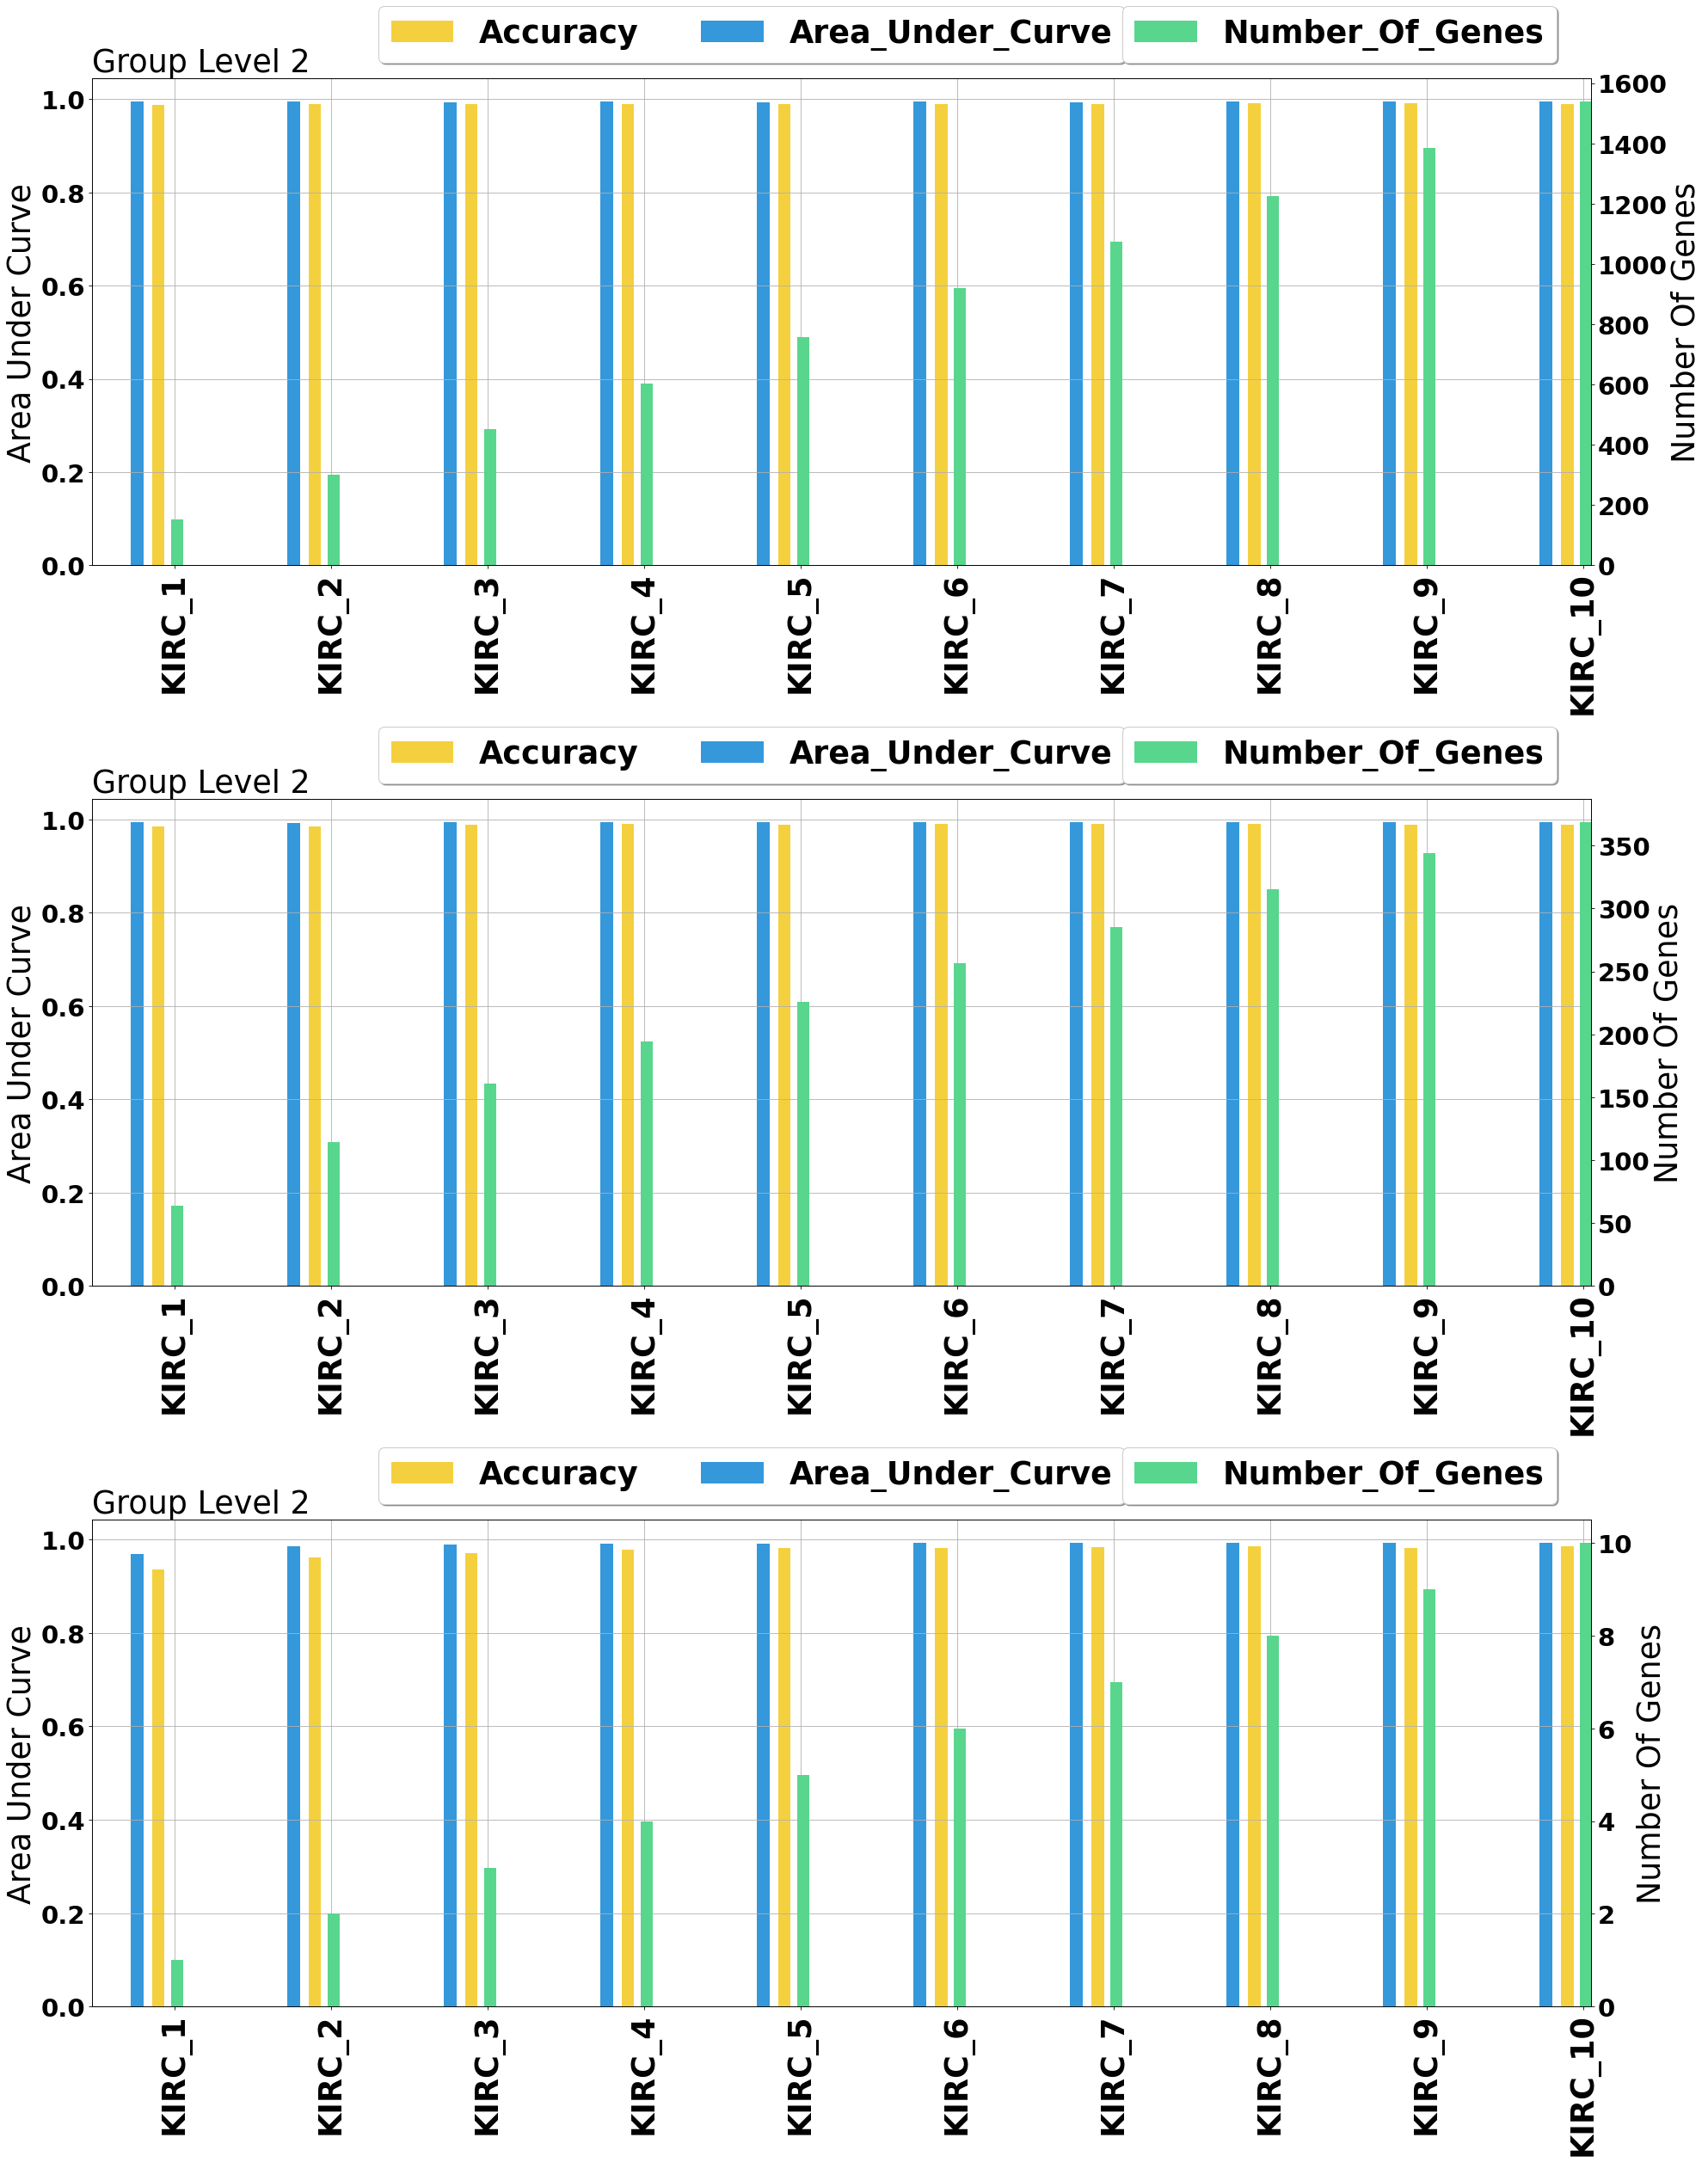 Accuracy Area_Under_Curve Number_Of_Genes
Group Level 2
1.0
0.8
0.6
0.4
0.2
0.0
Area Under Curve
1600
1400
1200
1000
800
600
400
200
0
Number Of Genes
KIRC_1 KIRC_2 KIRC_3 KIRC_4 KIRC_5 KIRC_6 KIRC_7 KIRC_8 KIRC_9 KIRC_10
Accuracy Area_Under_Curve Number_Of_Genes
Group Level 2
1.0
0.8
0.6
0.4
0.2
0.0
Area Under Curve
350
300
250
200
150
100
50
0
Number Of Genes
KIRC_1 KIRC_2 KIRC_3 KIRC_4 KIRC_5 KIRC_6 KIRC_7 KIRC_8 KIRC_9 KIRC_10
Accuracy Area_Under_Curve Number_Of_Genes
Group Level 2
1.0
0.8
0.6
0.4
0.2
0.0
Area Under Curve
10
8
6
4
2
0
Number Of Genes
KIRC_1 KIRC_2 KIRC_3 KIRC_4 KIRC_5 KIRC_6 KIRC_7 KIRC_8 KIRC_9 KIRC_10